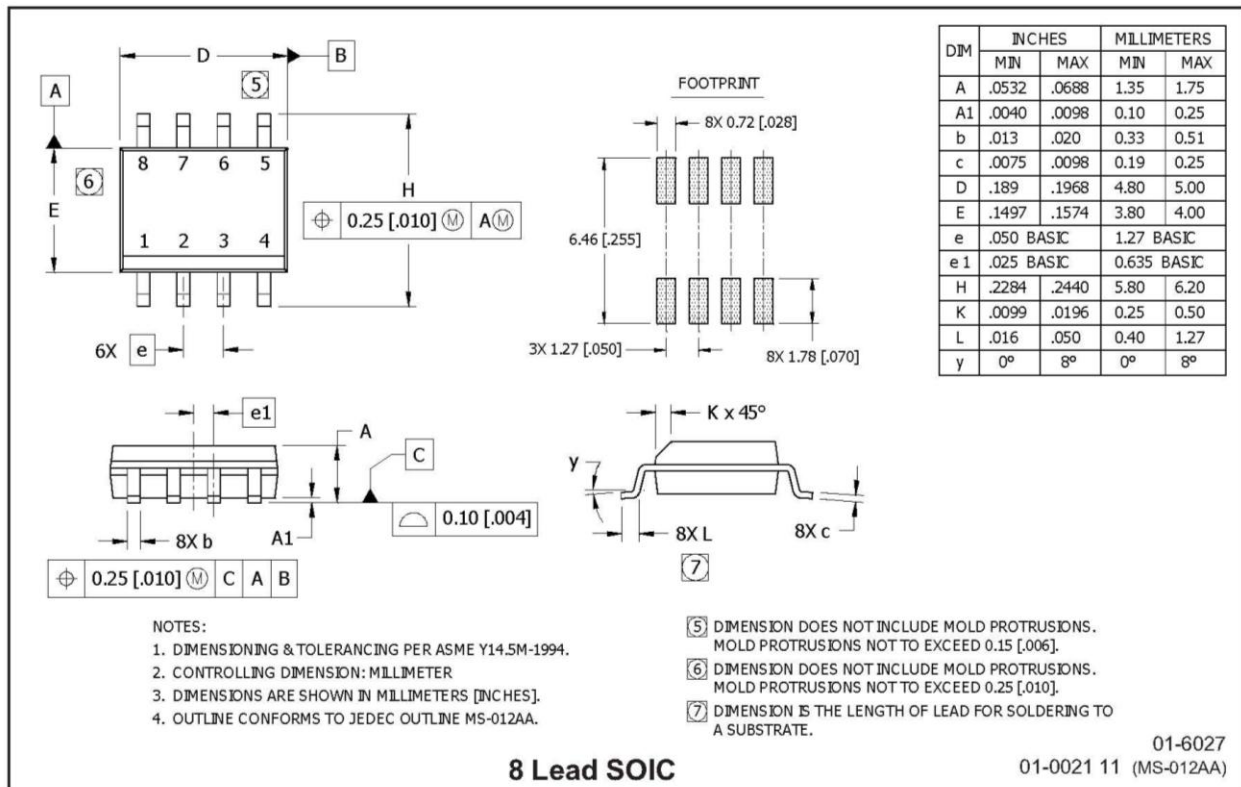 D
B
5
A
8 7 6 5
6
E
H
0.25 [.010] Ⓜ A Ⓜ
1 2 3 4
6X e
FOOTPRINT
8X 0.72 [.028]
6.46 [.255]
3X 1.27 [.050]
8X 1.78 [.070]
DIM INCHES MILLIMETERS
MIN MAX MIN MAX
A .0532 .0688 1.35 1.75
A1 .0040 .0098 0.10 0.25
b .013 .020 0.33 0.51
c .0075 .0098 0.19 0.25
D .189 .1968 4.80 5.00
E .1497 .1574 3.80 4.00
e .050 BASIC 1.27 BASIC
e 1 .025 BASIC 0.635 BASIC
H .2284 .2440 5.80 6.20
K .0099 .0196 0.25 0.50
L .016 .050 0.40 1.27
y 0° 8° 0° 8°
e1
A
C
0.10 [.004]
8X b
A1
0.25 [.010] Ⓜ C A B
K x 45°
y
8X L
8X c
7
NOTES:
1. DIMENSIONING & TOLERANCING PER ASME Y14.5M-1994.
2. CONTROLLING DIMENSION: MILLIMETER
3. DIMENSIONS ARE SHOWN IN MILLIMETERS [INCHES].
4. OUTLINE CONFORMS TO JEDEC OUTLINE MS-012AA.
5 DIMENSION DOES NOT INCLUDE MOLD PROTRUSIONS.
MOLD PROTRUSIONS NOT TO EXCEED 0.15 [.006].
6 DIMENSION DOES NOT INCLUDE MOLD PROTRUSIONS.
MOLD PROTRUSIONS NOT TO EXCEED 0.25 [.010].
7 DIMENSION IS THE LENGTH OF LEAD FOR SOLDERING TO
A SUBSTRATE.
8 Lead SOIC
01-6027
01-0021 11 (MS-012AA)